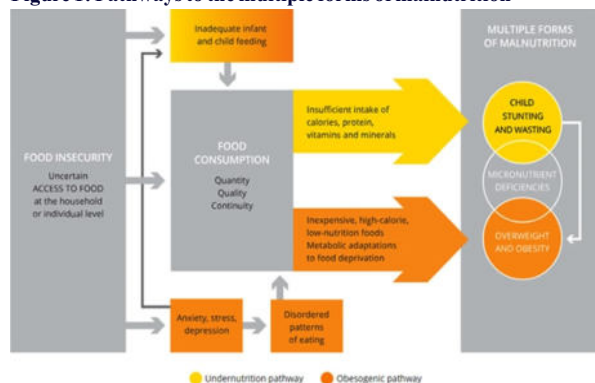 Figure 1: Pathways to the multiple forms of malnutrition
Inadequate infant
and child feeding
MULTIPLE FORMS
OF MALNUTRITION
FOOD INSECURITY
Uncertain
ACCESS TO FOOD
at the household
or individual level
FOOD
CONSUMPTION
Quantity
Quality
Continuity
Insufficient intake of
calories, protein,
vitamins and minerals
Inexpensive, high-calorie,
low-nutrition foods
Metabolic adaptations
to food deprivation
CHILD
STUNTING
AND WASTING
MICRONUTRIENT
DEFICIENCIES
OVERWEIGHT
AND OBESITY
Anxiety, stress,
depression
Disordered
patterns
of eating
Undernutrition pathway
Obesogenic pathway